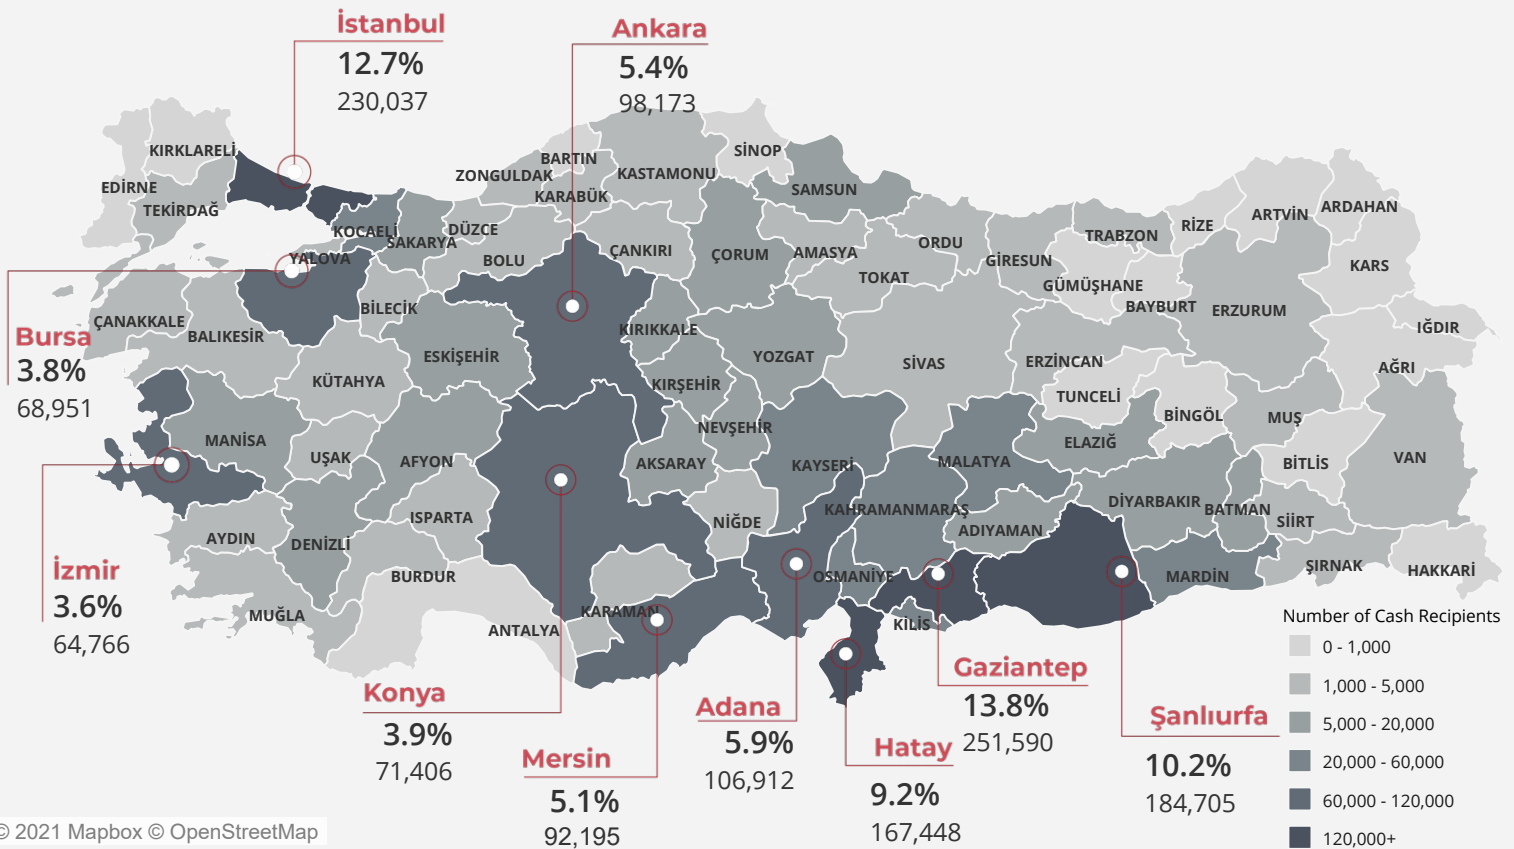 İstanbul
12.7%
230,037
Ankara
5.4%
98,173
KIRKLARELİ
EDİRNE
TEKİRDAĞ
KOCAELİ
SAKARYA
YALOVA
DÜZCE
BOLU
ZONGULDAK
BARTIN
KARABÜK
KASTAMONU
SİNOP
SAMSUN
ÇANKIRI
ÇORUM
AMASYA
TOKAT
ORDU
GİRESUN
TRABZON
GÜMÜŞHANE
BAYBURT
RİZE
ARTVİN
ARDAHAN
KARS
ERZURUM
IĞDIR
AĞRI
ÇANAKKALE
BALIKESİR
BİLECİK
KÜTAHYA
ESKİŞEHİR
KIRIKKALE
KIRŞEHİR
YOZGAT
SİVAS
ERZİNCAN
TUNCELİ
BİNGÖL
MUŞ
BİTLİS
VAN
Bursa
3.8%
68,951
MANİSA
UŞAK
AFYON
AKSARAY
NEVŞEHİR
KAYSERİ
MALATYA
ELAZIĞ
DİYARBAKIR
BATMAN
SİİRT
ŞIRNAK
HAKKARİ
MARDİN
ADIYAMAN
KAHRAMANMARAŞ
OSMANİYE
KİLİS
NİĞDE
AYDIN
DENİZLİ
ISPARTA
BURDUR
MUĞLA
ANTALYA
KARAMAN
İzmir
3.6%
64,766
Konya
3.9%
71,406
Mersin
5.1%
92,195
Adana
5.9%
106,912
Hatay
9.2%
167,448
Gaziantep
13.8%
251,590
Şanlıurfa
10.2%
184,705
Number of Cash Recipients
0 - 1,000
1,000 - 5,000
5,000 - 20,000
20,000 - 60,000
60,000 - 120,000
120,000+
© 2021 Mapbox © OpenStreetMap